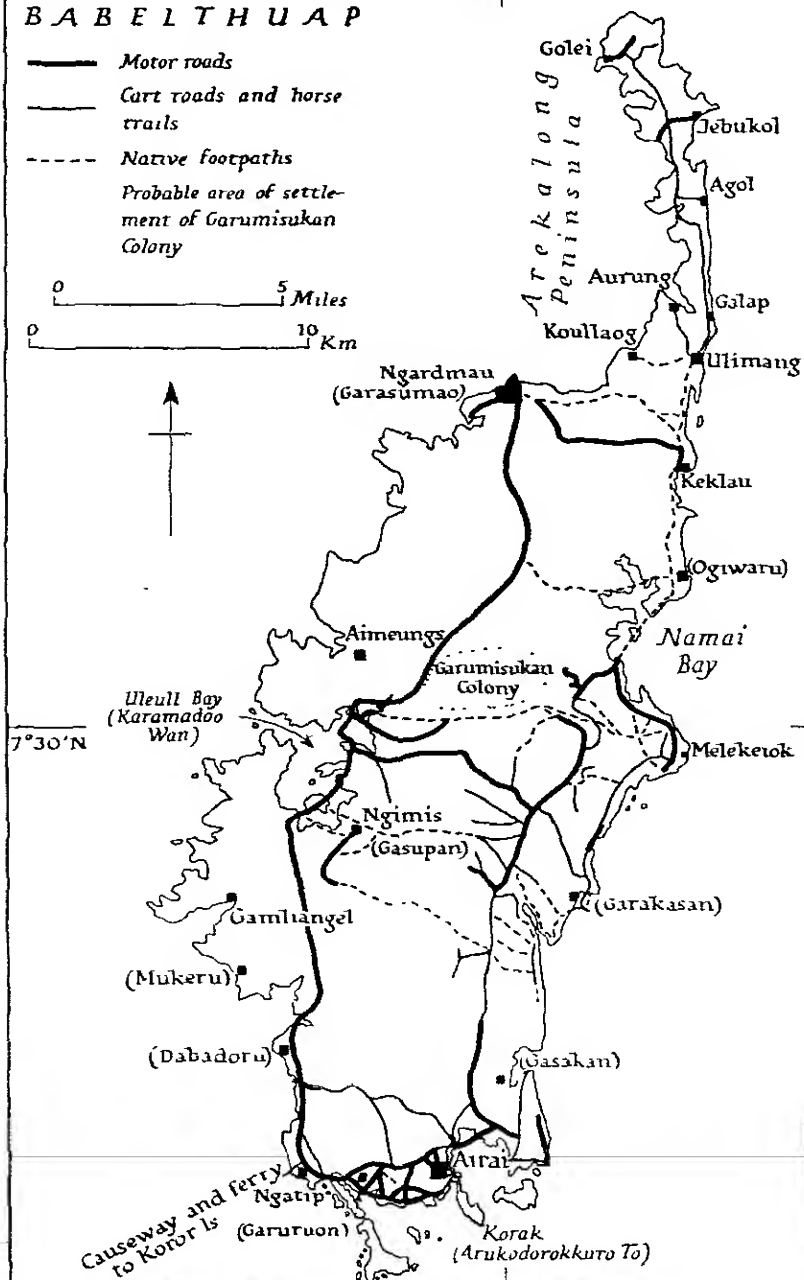 BABELTHUAP
Motor roads
Cart roads and horse
trails
Native footpaths
Probable area of settle-
ment of Garumisukan
Colony
0 5 Miles
0 10 Km
Golei
Arekalong
Peninsula
Jebukol
Agol
Aurung
Galap
Koullaog
Ulimang
Ngardmau
(Garasumao)
Keklau
(Ogiwaru)
Namai
Bay
Aimeungs
Garumisukan
Colony
Uleull Bay
(Karamadoo
Wan)
7°30'N
Melekeiok
Ngimis
(Gasupan)
Gamliangel
(Garakasan)
(Mukeru)
(Dabadoru)
(Gasakan)
Airai
Causeway and ferry
to Koror Is
Ngatip
(Garuruon)
Korak
(Arukodorokkuro To)